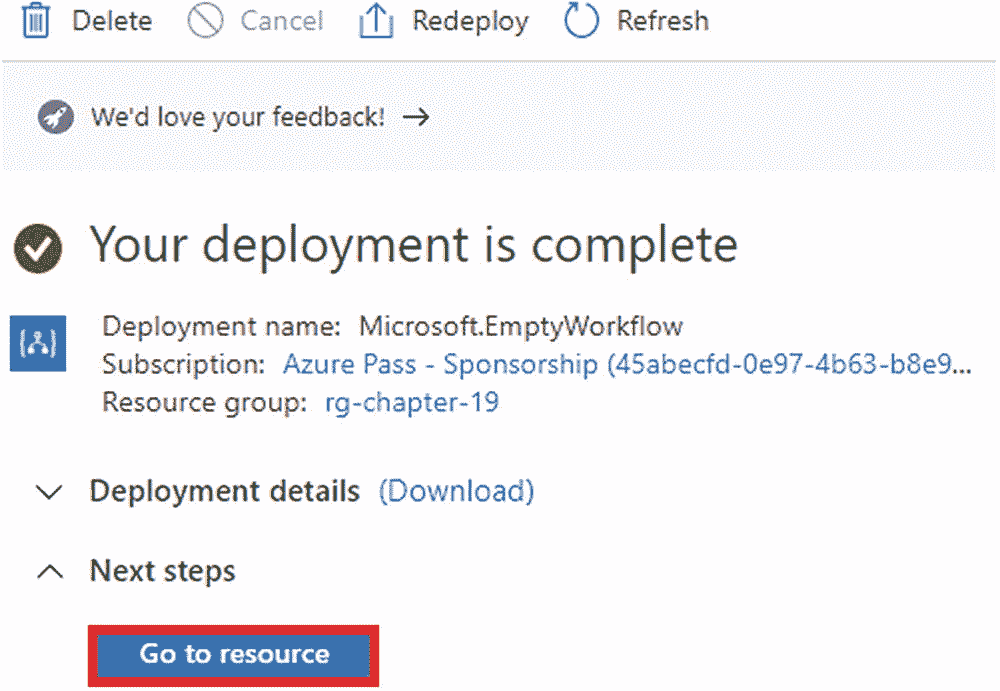 Delete Cancel Redeploy Refresh
We'd love your feedback! →
Your deployment is complete
Deployment name: Microsoft.EmptyWorkflow
Subscription: Azure Pass - Sponsorship (45abecfd-0e97-4b63-b8e9...
Resource group: rg-chapter-19
Deployment details (Download)
Next steps
Go to resource